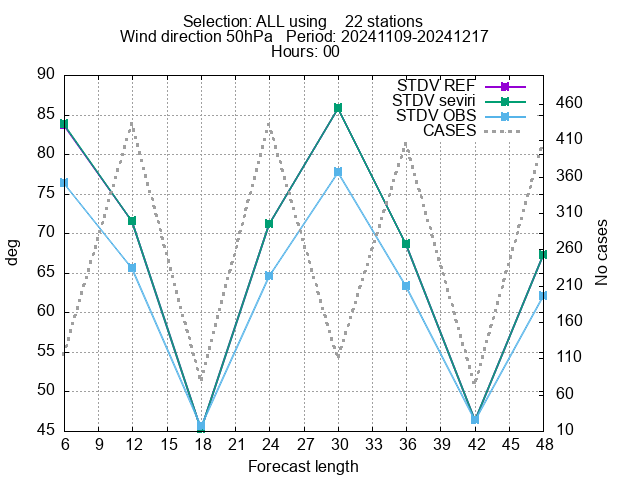 Selection: ALL using    22 stations
Wind direction 50hPa   Period: 20241109-20241217
Hours: 00
90
85
80
75
70
65
60
55
50
45
deg
STDV REF
STDV seviri
STDV OBS
CASES
460
410
360
310
260
210
160
110
60
10
No cases
6 9 12 15 18 21 24 27 30 33 36 39 42 45 48
Forecast length